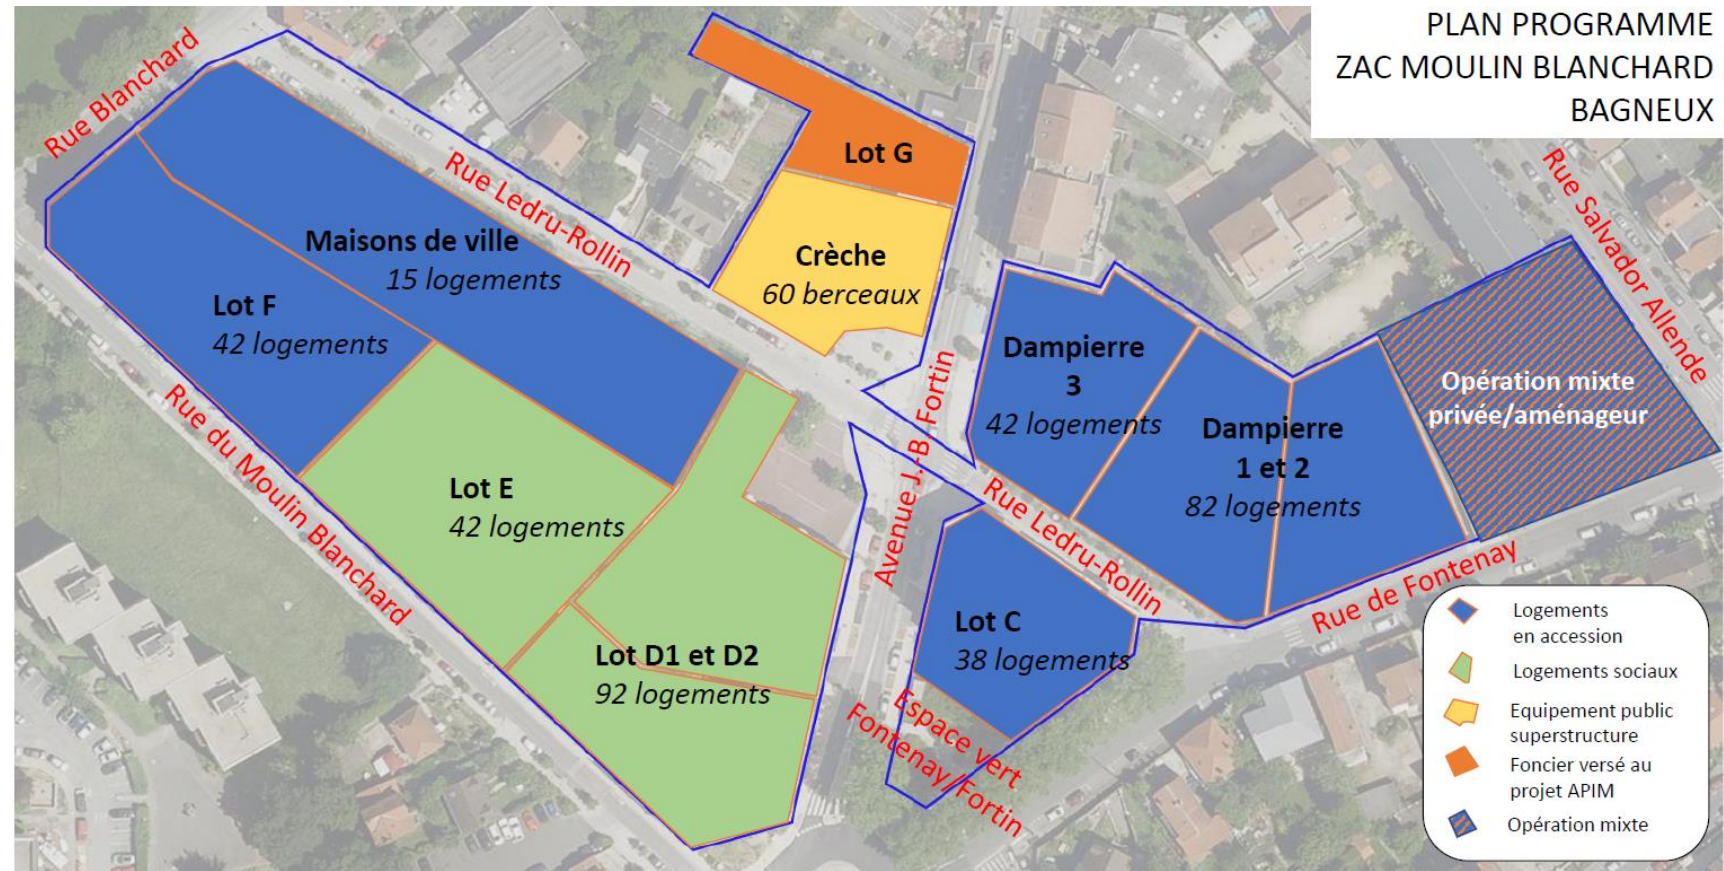 PLAN PROGRAMME
ZAC MOULIN BLANCHARD
BAGNEUX
Rue Blanchard
Rue Ledru-Rollin
Lot G
Rue Salvador Allende
Maisons de ville
15 logements
Crèche
60 berceaux
Lot F
42 logements
Dampierre
3
42 logements
Opération mixte
privée/aménageur
Dampierre
1 et 2
82 logements
Rue du Moulin Blanchard
Lot E
42 logements
Avenue J.-B. Fortin
Rue Ledru-Rollin
Rue de Fontenay
Lot C
38 logements
Lot D1 et D2
92 logements
Espace vert
Fontenay/Fortin
Logements
en accession
Logements sociaux
Equipement public
superstructure
Foncier versé au
projet APIM
Opération mixte